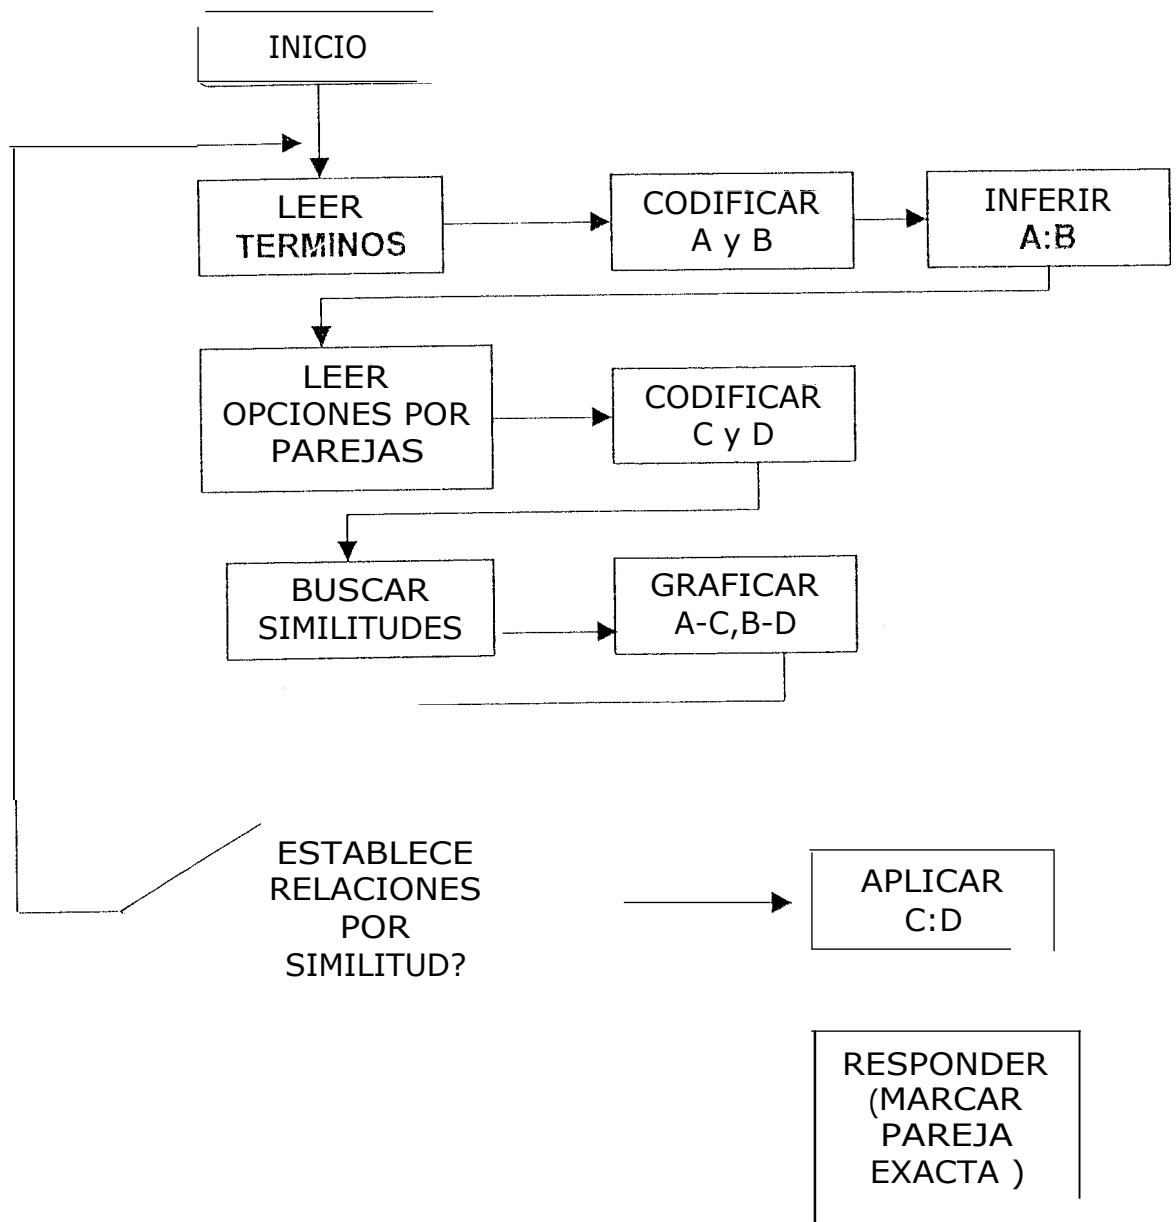 INICIO
LEER
TERMINOS
CODIFICAR
A y B
INFERIR
A:B
LEER
OPCIONES POR
PAREJAS
CODIFICAR
C y D
BUSCAR
SIMILITUDES
GRAFICAR
A-C,B-D
ESTABLECE
RELACIONES
POR
SIMILITUD?
APLICAR
C:D
RESPONDER
(MARCAR
PAREJA
EXACTA )